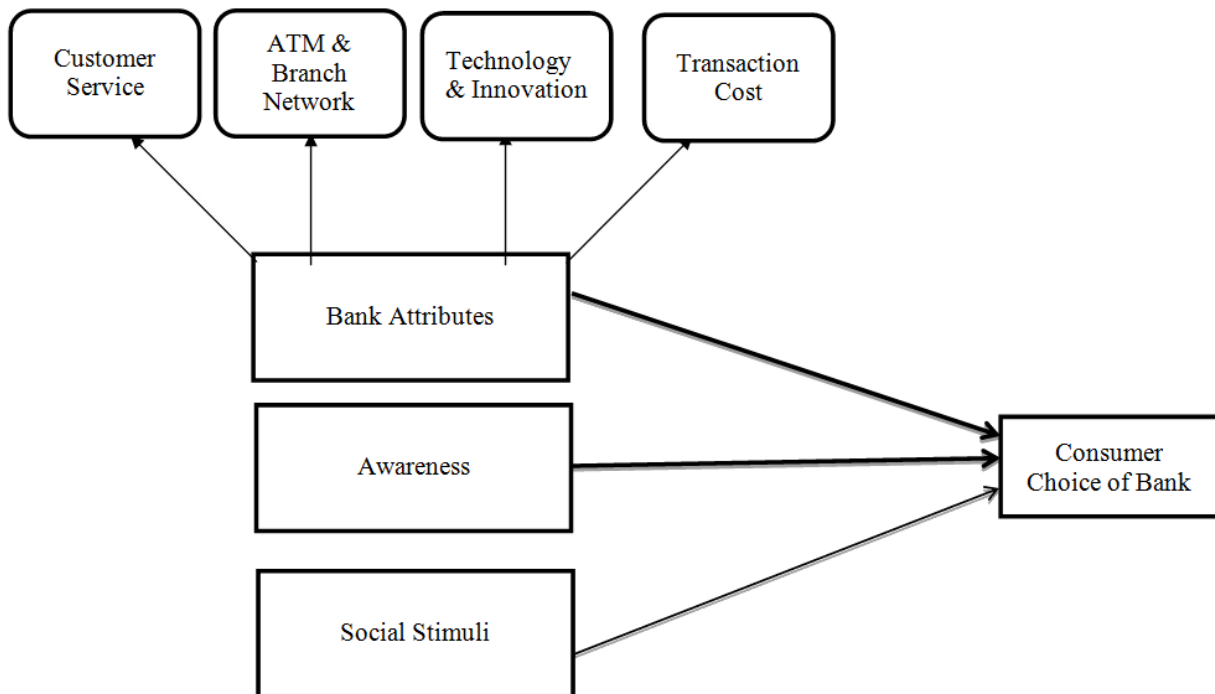 Customer
Service
ATM &
Branch
Network
Technology
& Innovation
Transaction
Cost
Bank Attributes
Awareness
Consumer
Choice of Bank
Social Stimuli